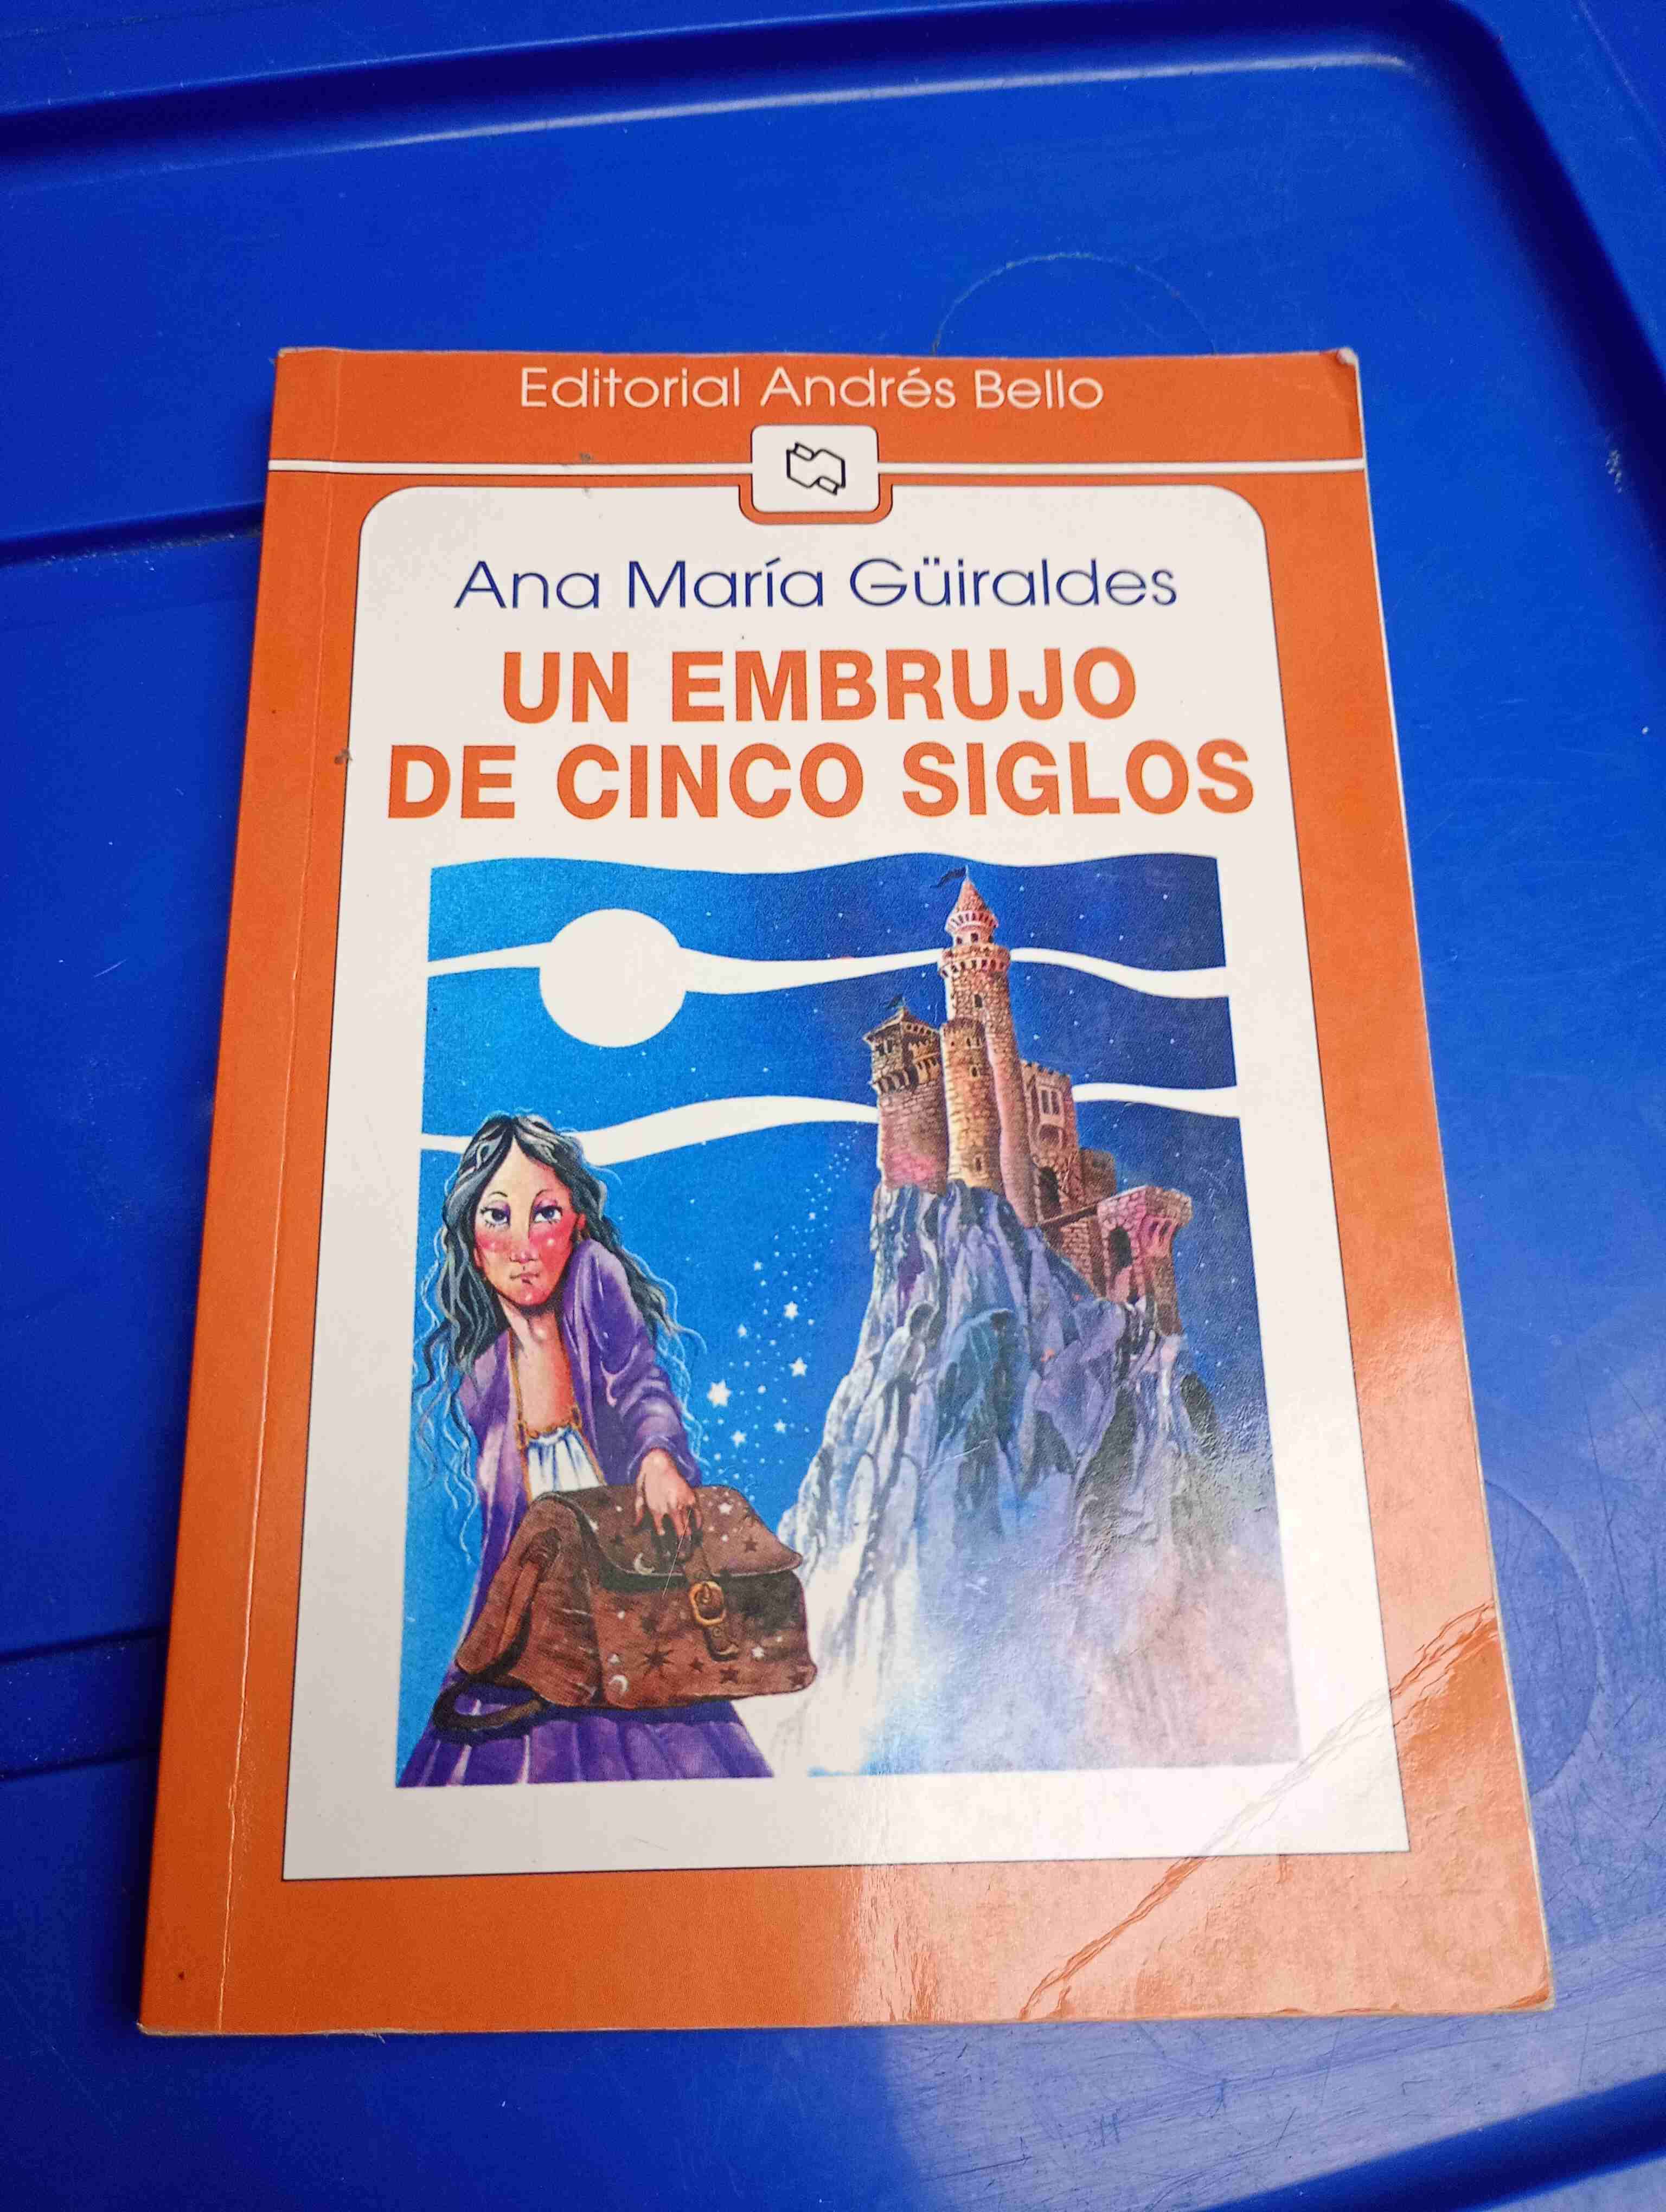 Editorial Andrés Bello
Ana María Güiraldes
UN EMBRUJO
DE CINCO SIGLOS